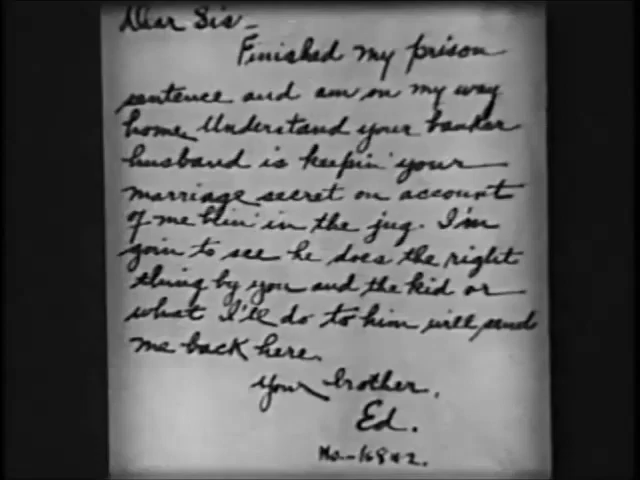 Dear Sis—
Finished my prison
sentence and am on my way
home. Understand your banker
husband is keepin' your
marriage secret on account
of me bein' in the jug. I'm
goin to see he does the right
thing by you and the kid or
what I'll do to him will send
me back here.
Your brother.
Ed.
No.-16842.